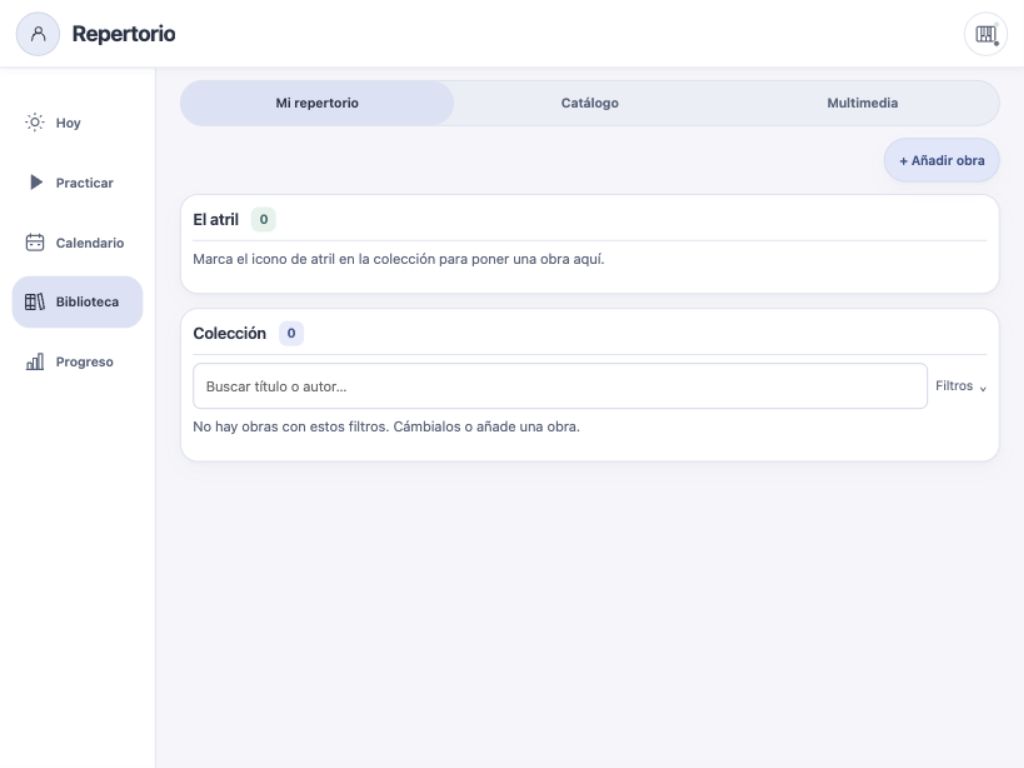 Repertorio
Hoy
Practicar
Calendario
Biblioteca
Progreso
Mi repertorio
Catálogo
Multimedia
+ Añadir obra
El atril 0
Marca el icono de atril en la colección para poner una obra aquí.
Colección 0
Buscar título o autor...
Filtros
No hay obras con estos filtros. Cámbialos o añade una obra.